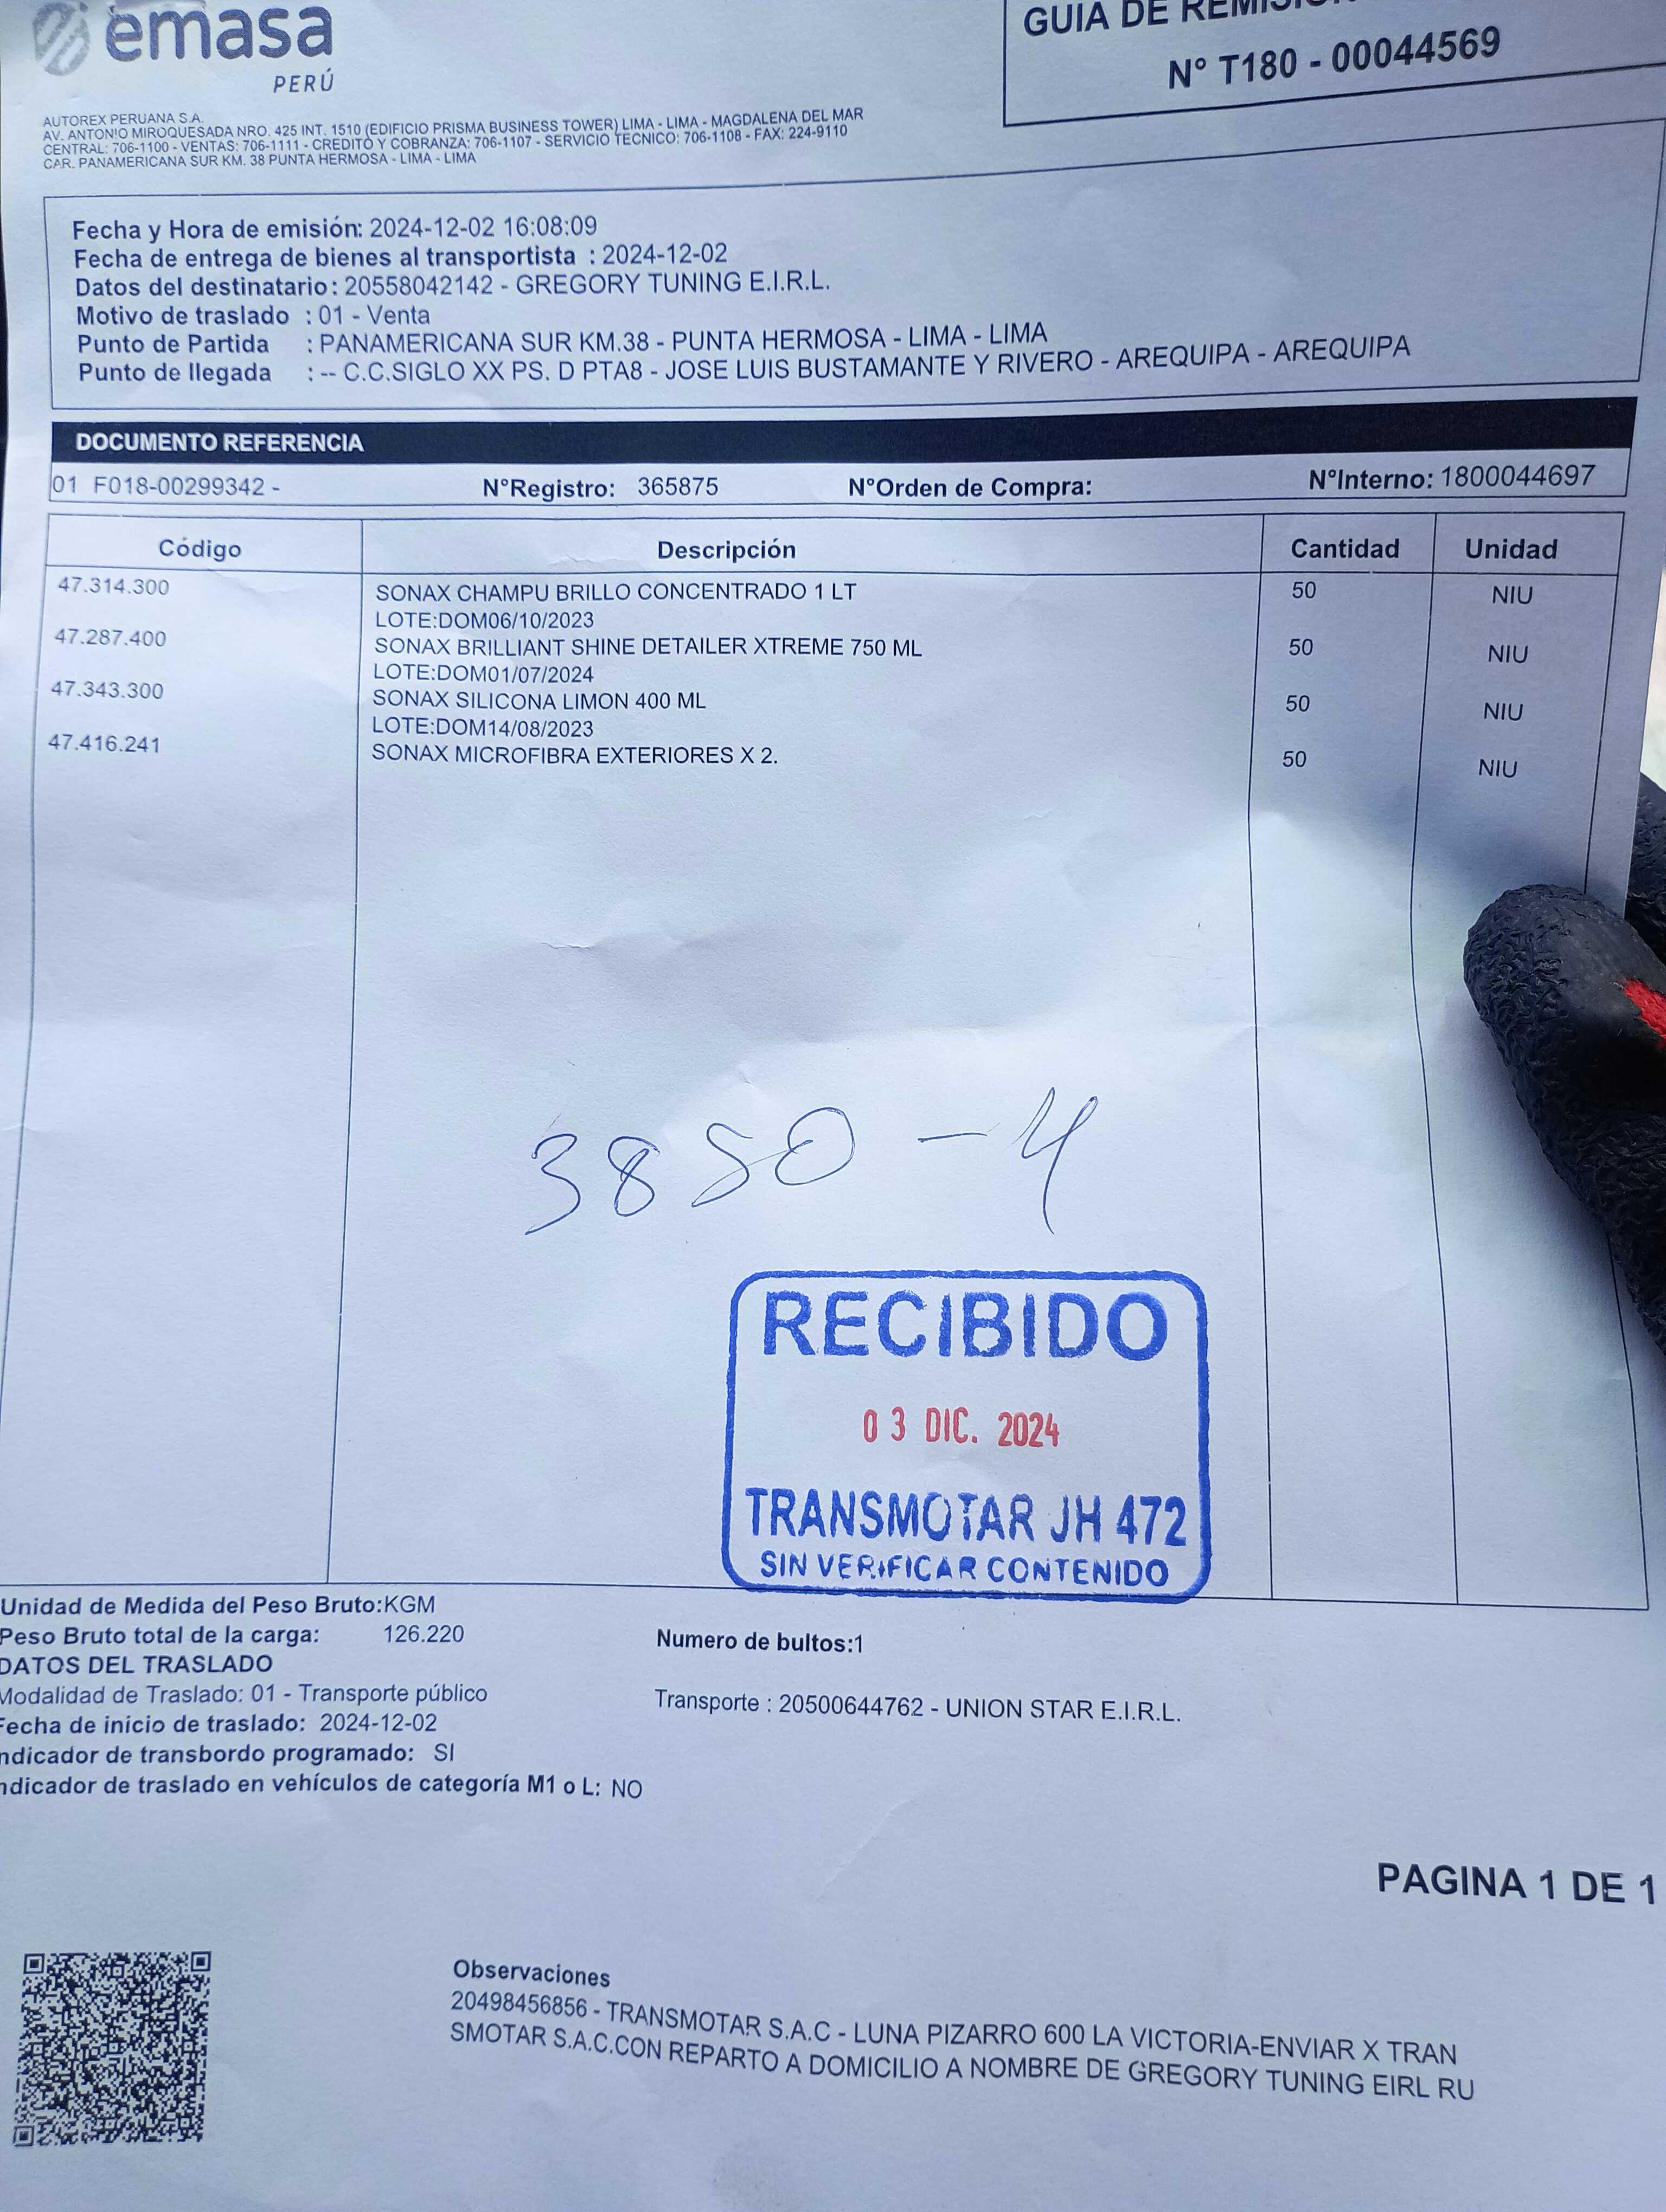 emasa
PERÚ
GUIA DE REMISION
N° T180 - 00044569
AUTOREX PERUANA S.A.
AV. ANTONIO MIROQUESADA NRO. 425 INT. 1510 (EDIFICIO PRISMA BUSINESS TOWER) LIMA - LIMA - MAGDALENA DEL MAR
CENTRAL: 706-1100 - VENTAS: 706-1111 - CREDITO Y COBRANZA: 706-1107 - SERVICIO TECNICO: 706-1108 - FAX: 224-9110
CAR. PANAMERICANA SUR KM. 38 PUNTA HERMOSA - LIMA - LIMA
Fecha y Hora de emisión: 2024-12-02 16:08:09
Fecha de entrega de bienes al transportista : 2024-12-02
Datos del destinatario: 20558042142 - GREGORY TUNING E.I.R.L.
Motivo de traslado : 01 - Venta
Punto de Partida : PANAMERICANA SUR KM.38 - PUNTA HERMOSA - LIMA - LIMA
Punto de llegada : -- C.C.SIGLO XX PS. D PTA8 - JOSE LUIS BUSTAMANTE Y RIVERO - AREQUIPA - AREQUIPA
DOCUMENTO REFERENCIA
01 F018-00299342 - N°Registro: 365875 N°Orden de Compra: N°Interno: 1800044697
Código Descripción Cantidad Unidad
47.314.300 SONAX CHAMPU BRILLO CONCENTRADO 1 LT 50 NIU
LOTE:DOM06/10/2023
47.287.400 SONAX BRILLIANT SHINE DETAILER XTREME 750 ML 50 NIU
LOTE:DOM01/07/2024
47.343.300 SONAX SILICONA LIMON 400 ML 50 NIU
LOTE:DOM14/08/2023
47.416.241 SONAX MICROFIBRA EXTERIORES X 2. 50 NIU
3850 - 4
RECIBIDO
03 DIC. 2024
TRANSMOTAR JH 472
SIN VERIFICAR CONTENIDO
Unidad de Medida del Peso Bruto:KGM
Peso Bruto total de la carga: 126.220 Numero de bultos:1
DATOS DEL TRASLADO
Modalidad de Traslado: 01 - Transporte público Transporte : 20500644762 - UNION STAR E.I.R.L.
Fecha de inicio de traslado: 2024-12-02
ndicador de transbordo programado: SI
ndicador de traslado en vehículos de categoría M1 o L: NO
PAGINA 1 DE 1
Observaciones
20498456856 - TRANSMOTAR S.A.C - LUNA PIZARRO 600 LA VICTORIA-ENVIAR X TRAN
SMOTAR S.A.C.CON REPARTO A DOMICILIO A NOMBRE DE GREGORY TUNING EIRL RU